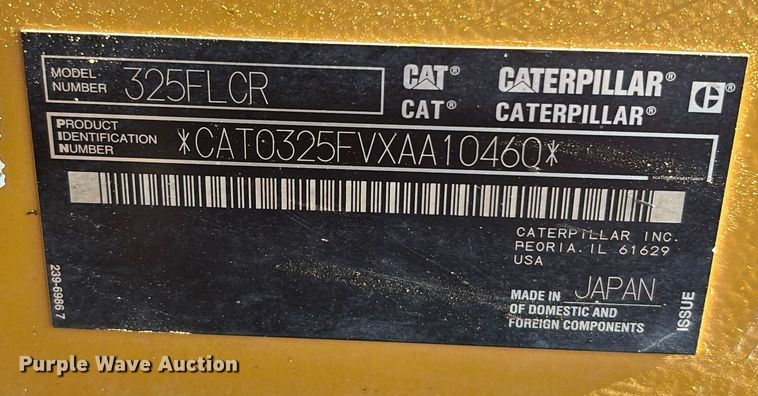 MODEL NUMBER 325FLCR
CAT® CATERPILLAR®
CAT® CATERPILLAR®
PRODUCT IDENTIFICATION NUMBER *CAT0325FVXAA10460*
CATERPILLAR INC.
PEORIA, IL 61629
USA
MADE IN JAPAN
OF DOMESTIC AND
FOREIGN COMPONENTS
ISSUE
239-6986 7
Purple Wave Auction